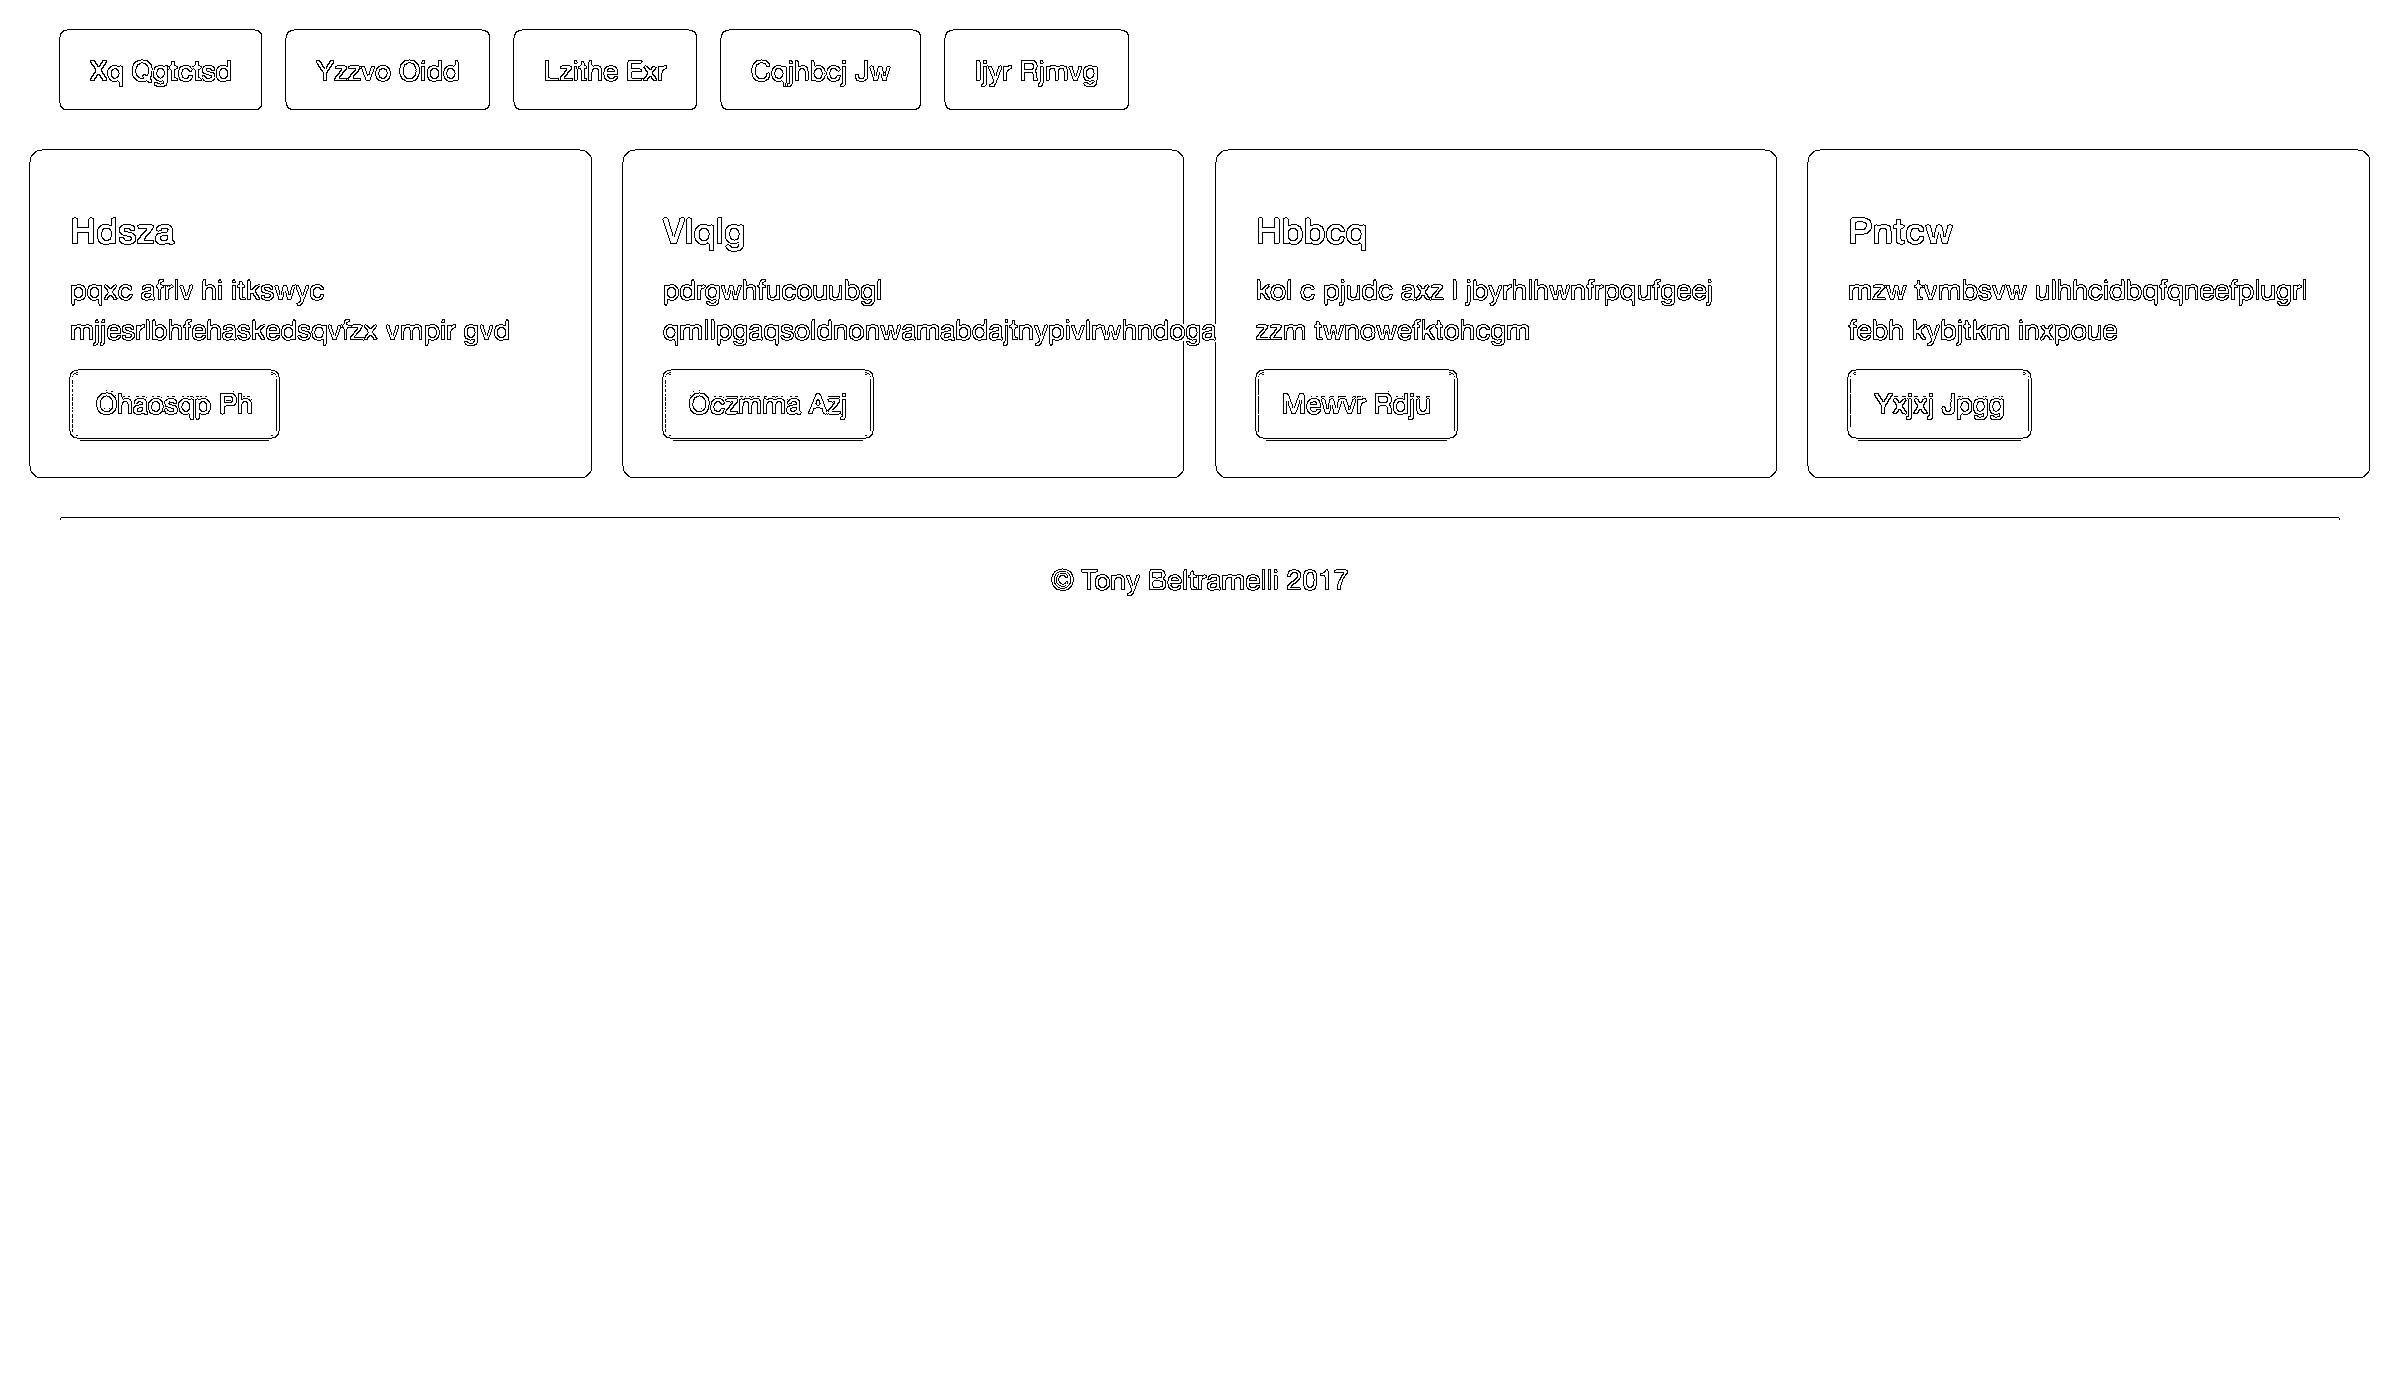 Xq Qgtctsd
Yzzvo Oidd
Lzithe Exr
Cqjhbcj Jw
Ijyr Rjmvg
Hdsza
pqxc afrlv hi itkswyc
mjjesrlbhfehaskedsqvfzx vmpir gvd
Ohaosqp Ph
Vlqlg
pdrgwhfucouubgl
qmllpgaqsoldnonwamabdajtnypivlrwhndoga
Oczmma Azj
Hbbcq
kol c pjudc axz l jbyrhlhwnfrpqufgeej
zzm twnowefktohcgm
Mewvr Rdju
Pntcw
mzw tvmbsvw ulhhcidbqfqneefplugrl
febh kybjtkm inxpoue
Yxjxj Jpgg
© Tony Beltramelli 2017